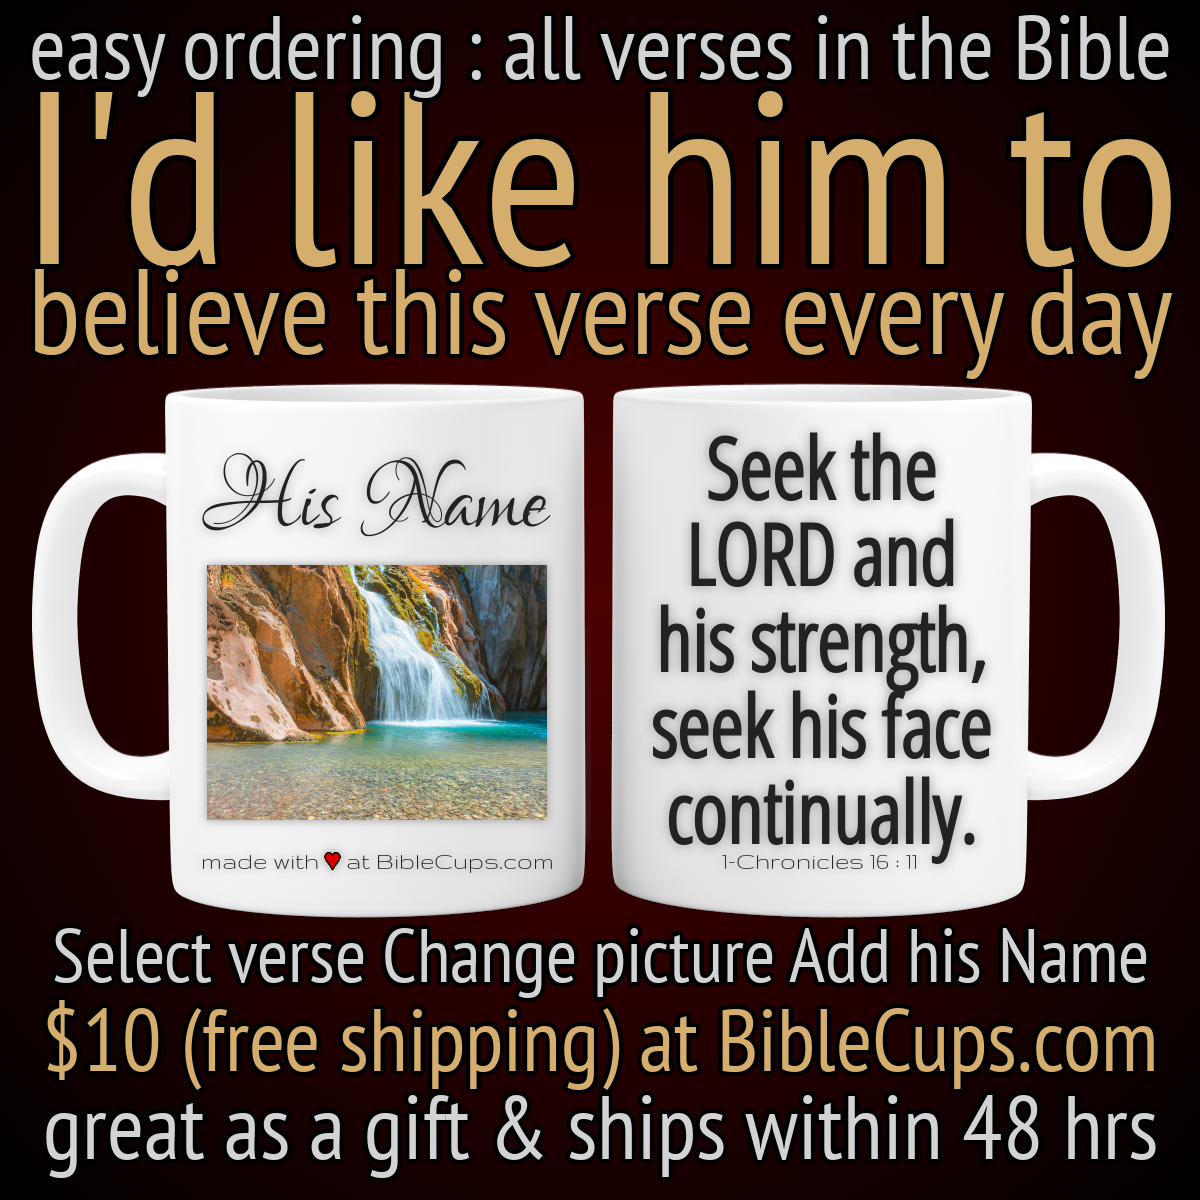 easy ordering : all verses in the Bible
I'd like him to
believe this verse every day
His Name
made with at BibleCups.com
Seek the
LORD and
his strength,
seek his face
continually.
1-Chronicles 16 : 11
Select verse Change picture Add his Name
$10 (free shipping) at BibleCups.com
great as a gift & ships within 48 hrs